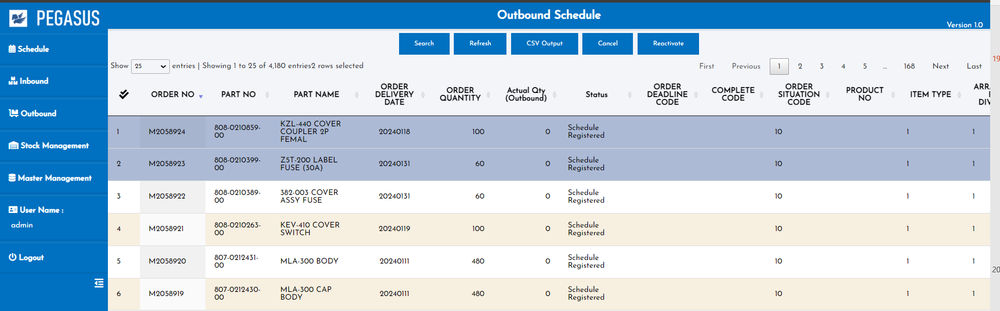 PEGASUS
Outbound Schedule
Version 1.0
Schedule
Inbound
Outbound
Stock Management
Master Management
User Name :
admin
Logout
Search Refresh CSV Output Cancel Reactivate
Show 25 entries | Showing 1 to 25 of 4,180 entries2 rows selected
First Previous 1 2 3 4 5 ... 168 Next Last
ORDER NO PART NO PART NAME ORDER DELIVERY DATE ORDER QUANTITY Actual Qty (Outbound) Status ORDER DEADLINE CODE COMPLETE CODE ORDER SITUATION CODE PRODUCT NO ITEM TYPE
1 M2058924 808-0210859-00 KZL-440 COVER COUPLER 2P FEMAL 20240118 100 0 Schedule Registered 10 1 1
2 M2058923 808-0210399-00 Z5T-200 LABEL FUSE (30A) 20240131 60 0 Schedule Registered 10 1 1
3 M2058922 808-0210389-00 382-003 COVER ASSY FUSE 20240131 60 0 Schedule Registered 10 1 1
4 M2058921 808-0210263-00 KEV-410 COVER SWITCH 20240119 100 0 Schedule Registered 10 1 1
5 M2058920 807-0212431-00 MLA-300 BODY 20240111 480 0 Schedule Registered 10 1 1
6 M2058919 807-0212430-00 MLA-300 CAP BODY 20240111 480 0 Schedule Registered 10 1 1
19
20